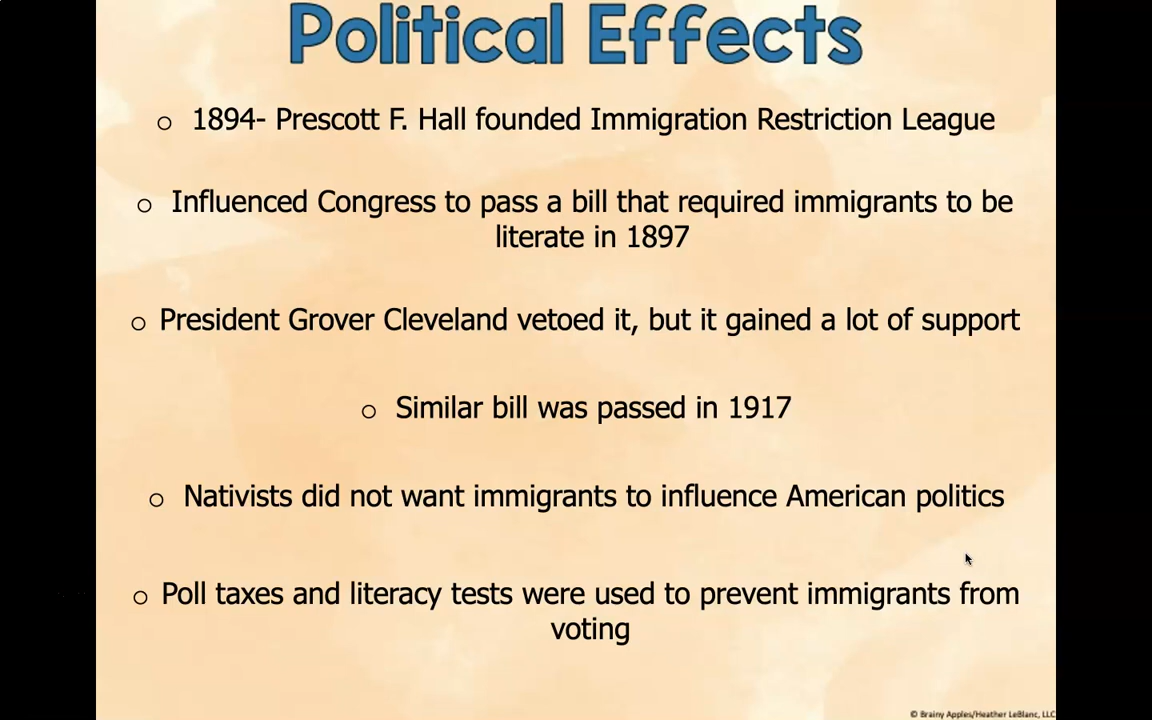 Political Effects
o 1894- Prescott F. Hall founded Immigration Restriction League
o Influenced Congress to pass a bill that required immigrants to be
literate in 1897
o President Grover Cleveland vetoed it, but it gained a lot of support
o Similar bill was passed in 1917
o Nativists did not want immigrants to influence American politics
o Poll taxes and literacy tests were used to prevent immigrants from
voting
© Brainy Apples/Heather LeBlanc, LLC